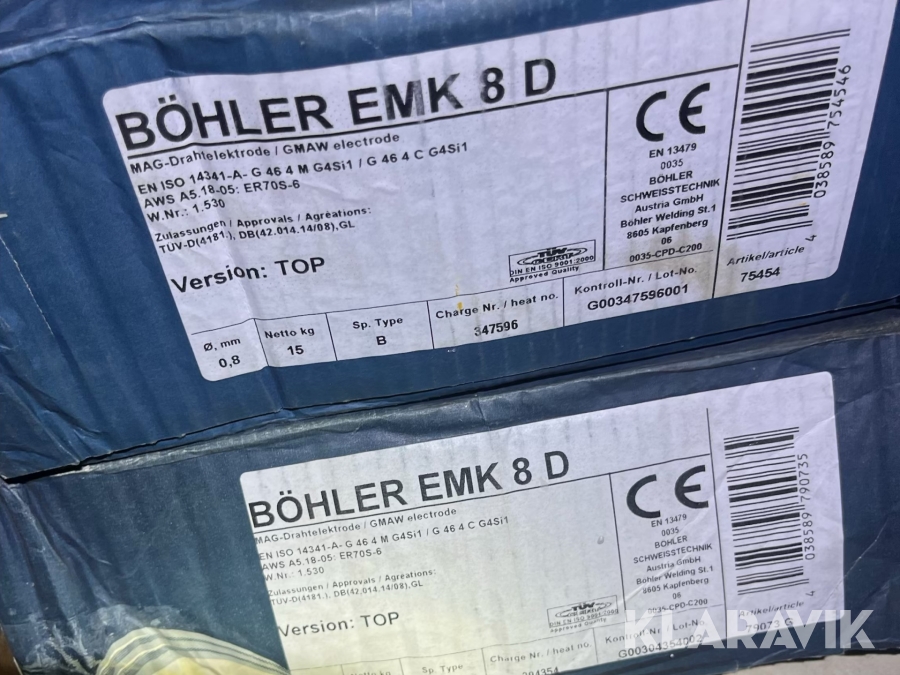 BÖHLER EMK 8 D
MAG-Drahtelektrode / GMAW electrode
EN ISO 14341-A- G 46 4 M G4Si1 / G 46 4 C G4Si1
AWS A5.18-05: ER70S-6
W.Nr.: 1.530
Zulassungen / Approvals / Agréations:
TÜV-D(4181.), DB(42.014.14/08),GL
Version: TOP
TÜV
DIN EN ISO 9001:2000
Approved Quality
CE
EN 13479
0035
BÖHLER
SCHWEISSTECHNIK
Austria GmbH
Böhler Welding St.1
8605 Kapfenberg
06
0035-CPD-C200
4 038589 754546
Artikel/article
75454
Ø, mm
0,8
Netto kg
15
Sp. Type
B
Charge Nr. / heat no.
347596
Kontroll-Nr. / Lot-No.
G00347596001
BÖHLER EMK 8 D
MAG-Drahtelektrode / GMAW electrode
EN ISO 14341-A- G 46 4 M G4Si1 / G 46 4 C G4Si1
AWS A5.18-05: ER70S-6
W.Nr.: 1.530
Zulassungen / Approvals / Agréations:
TÜV-D(4181.), DB(42.014.14/08),GL
Version: TOP
TÜV
DIN EN ISO 9001:2000
Approved Quality
CE
EN 13479
0035
BÖHLER
SCHWEISSTECHNIK
Austria GmbH
Böhler Welding St.1
8605 Kapfenberg
06
0035-CPD-C200
4 038589 790735
Artikel/article
Netto kg
Sp. Type
Charge Nr. / heat no.
304354
Kontroll-Nr. / Lot-No.
G00304354002
KLARAVIK